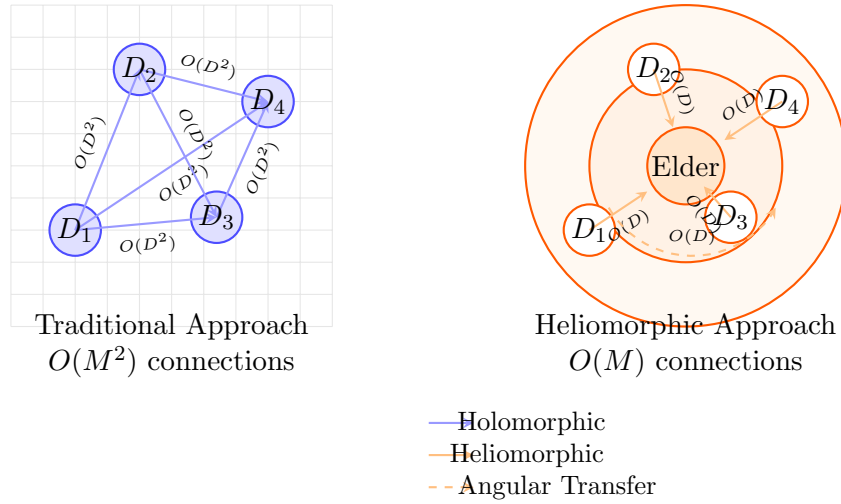 D₂
O(D²)
D₄
O(D²)
O(D²)
O(D²)
O(D²)
D₁
D₃
O(D²)
Traditional Approach
O(M²) connections
D₂
O(D)
O(D)
D₄
Elder
D₁
O(D)
O(D)
D₃
O(D)
Heliomorphic Approach
O(M) connections
Holomorphic
Heliomorphic
Angular Transfer